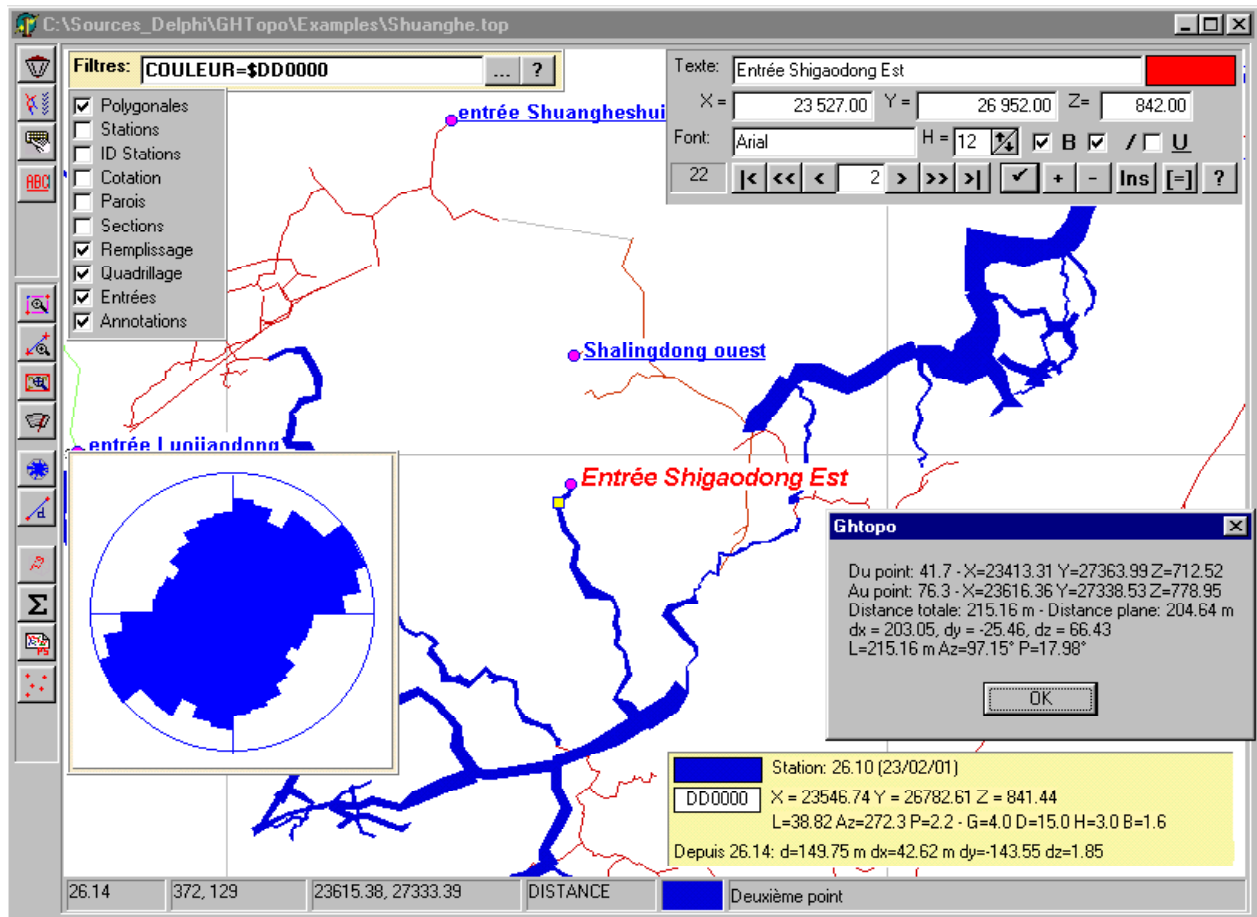 C:\Sources_Delphi\GHTopo\Examples\Shuanghe.top
Filtres: COULEUR=$DD0000 ... ?
Polygonales
Stations
ID Stations
Cotation
Parois
Sections
Remplissage
Quadrillage
Entrées
Annotations
ABC
Σ
PS
Texte: Entrée Shigaodong Est
X = 23 527.00 Y = 26 952.00 Z= 842.00
Font: Arial H = 12 B / U
22 |< << < 2 > >> >| + - Ins [=] ?
entrée Shuangheshui
Shalingdong ouest
entrée Luojiaodong
Entrée Shigaodong Est
Ghtopo
Du point: 41.7 - X=23413.31 Y=27363.99 Z=712.52
Au point: 76.3 - X=23616.36 Y=27338.53 Z=778.95
Distance totale: 215.16 m - Distance plane: 204.64 m
dx = 203.05, dy = -25.46, dz = 66.43
L=215.16 m Az=97.15° P=17.98°
OK
Station: 26.10 (23/02/01)
DD0000 X = 23546.74 Y = 26782.61 Z = 841.44
L=38.82 Az=272.3 P=2.2 - G=4.0 D=15.0 H=3.0 B=1.6
Depuis 26.14: d=149.75 m dx=42.62 m dy=-143.55 dz=1.85
26.14 372, 129 23615.38, 27333.39 DISTANCE Deuxième point